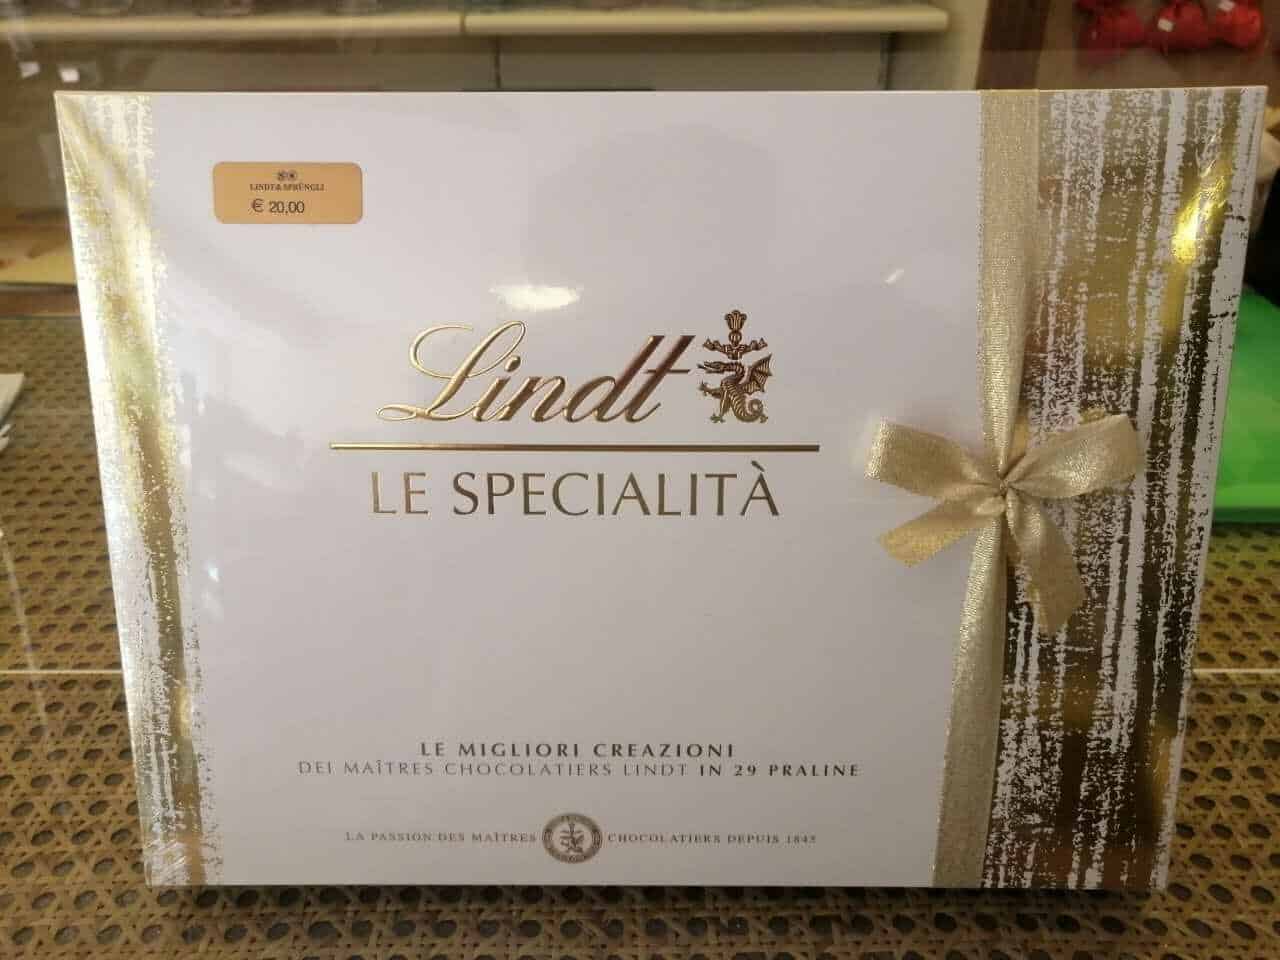 LINDT & SPRÜNGLI
€ 20,00
Lindt
LE SPECIALITÀ
LE MIGLIORI CREAZIONI
DEI MAÎTRES CHOCOLATIERS LINDT IN 29 PRALINE
LA PASSION DES MAÎTRES CHOCOLATIERS DEPUIS 1845